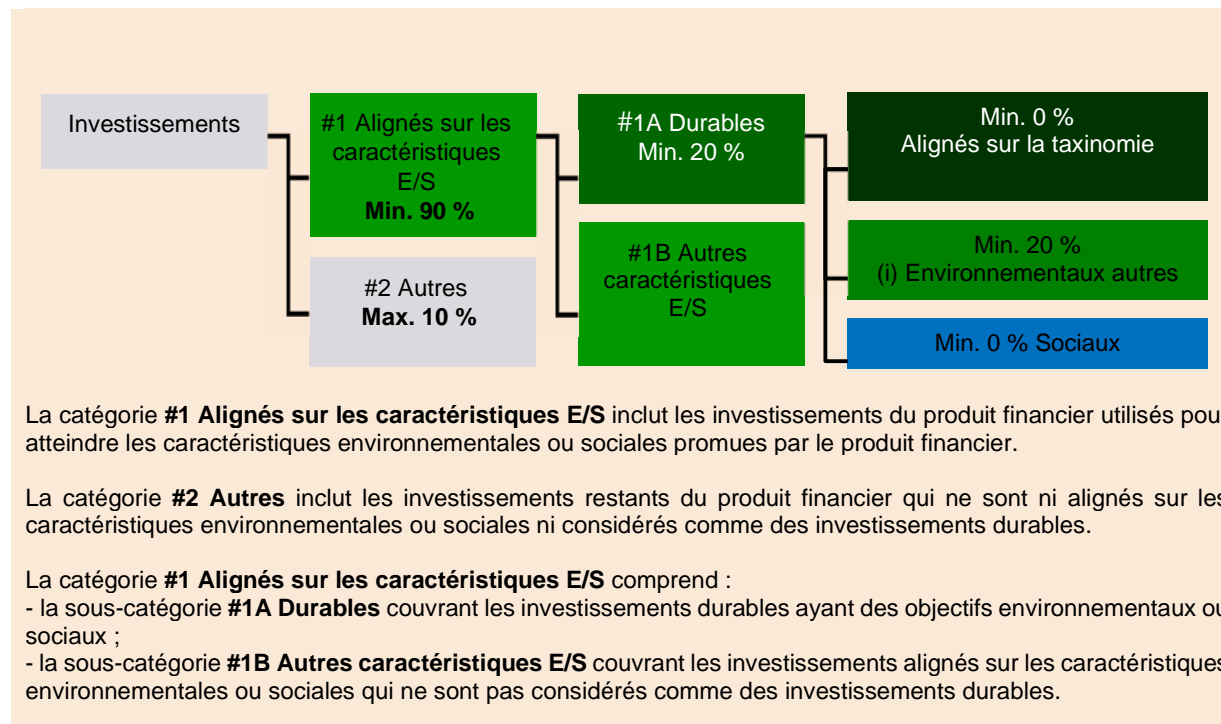 Investissements
#1 Alignés sur les
caractéristiques
E/S
Min. 90 %
#2 Autres
Max. 10 %
#1A Durables
Min. 20 %
#1B Autres
caractéristiques
E/S
Min. 0 %
Alignés sur la taxinomie
Min. 20 %
(i) Environnementaux autres
Min. 0 % Sociaux
La catégorie #1 Alignés sur les caractéristiques E/S inclut les investissements du produit financier utilisés pou
atteindre les caractéristiques environnementales ou sociales promues par le produit financier.
La catégorie #2 Autres inclut les investissements restants du produit financier qui ne sont ni alignés sur les
caractéristiques environnementales ou sociales ni considérés comme des investissements durables.
La catégorie #1 Alignés sur les caractéristiques E/S comprend :
- la sous-catégorie #1A Durables couvrant les investissements durables ayant des objectifs environnementaux ou
sociaux ;
- la sous-catégorie #1B Autres caractéristiques E/S couvrant les investissements alignés sur les caractéristiques
environnementales ou sociales qui ne sont pas considérés comme des investissements durables.